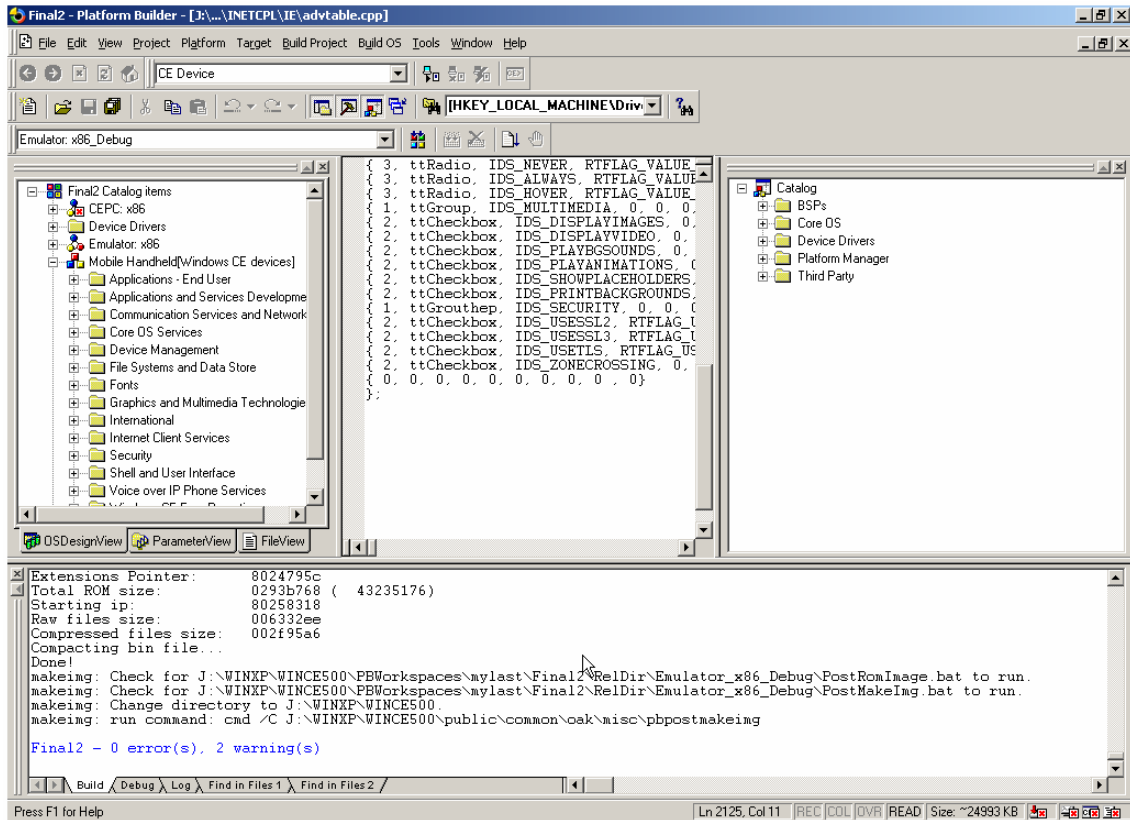 Final2 - Platform Builder - [J:\...\INETCPL\IE\advtable.cpp]
File Edit View Project Platform Target Build Project Build OS Tools Window Help
CE Device
[HKEY_LOCAL_MACHINE\Driv
Emulator: x86_Debug
Final2 Catalog items
CEPC: x86
Device Drivers
Emulator: x86
Mobile Handheld[Windows CE devices]
Applications - End User
Applications and Services Developme
Communication Services and Network
Core OS Services
Device Management
File Systems and Data Store
Fonts
Graphics and Multimedia Technologie
International
Internet Client Services
Security
Shell and User Interface
Voice over IP Phone Services
OSDesignView ParameterView FileView
{ 3, ttRadio, IDS_NEVER, RTFLAG_VALUE_
{ 3, ttRadio, IDS_ALWAYS, RTFLAG_VALUE
{ 3, ttRadio, IDS_HOVER, RTFLAG_VALUE_
{ 1, ttGroup, IDS_MULTIMEDIA, 0, 0, 0,
{ 2, ttCheckbox, IDS_DISPLAYIMAGES, 0,
{ 2, ttCheckbox, IDS_DISPLAYVIDEO, 0,
{ 2, ttCheckbox, IDS_PLAYBGSOUNDS, 0,
{ 2, ttCheckbox, IDS_PLAYANIMATIONS, 0
{ 2, ttCheckbox, IDS_SHOWPLACEHOLDERS,
{ 2, ttCheckbox, IDS_PRINTBACKGROUNDS,
{ 1, ttGrouthep, IDS_SECURITY, 0, 0, 0
{ 2, ttCheckbox, IDS_USESSL2, RTFLAG_U
{ 2, ttCheckbox, IDS_USESSL3, RTFLAG_U
{ 2, ttCheckbox, IDS_USETLS, RTFLAG_US
{ 2, ttCheckbox, IDS_ZONECROSSING, 0,
{ 0, 0, 0, 0, 0, 0, 0, 0 , 0}
};
Catalog
BSPs
Core OS
Device Drivers
Platform Manager
Third Party
Extensions Pointer: 8024795c
Total ROM size: 0293b768 ( 43235176)
Starting ip: 80258318
Raw files size: 006332ee
Compressed files size: 002f95a6
Compacting bin file...
Done!
makeimg: Check for J:\WINXP\WINCE500\PBWorkspaces\mylast\Final2\RelDir\Emulator_x86_Debug\PostRomImage.bat to run.
makeimg: Check for J:\WINXP\WINCE500\PBWorkspaces\mylast\Final2\RelDir\Emulator_x86_Debug\PostMakeImg.bat to run.
makeimg: Change directory to J:\WINXP\WINCE500.
makeimg: run command: cmd /C J:\WINXP\WINCE500\public\common\oak\misc\pbpostmakeimg
Final2 - 0 error(s), 2 warning(s)
Build Debug Log Find in Files 1 Find in Files 2
Press F1 for Help Ln 2125, Col 11 REC COL OVR READ Size: ~24993 KB